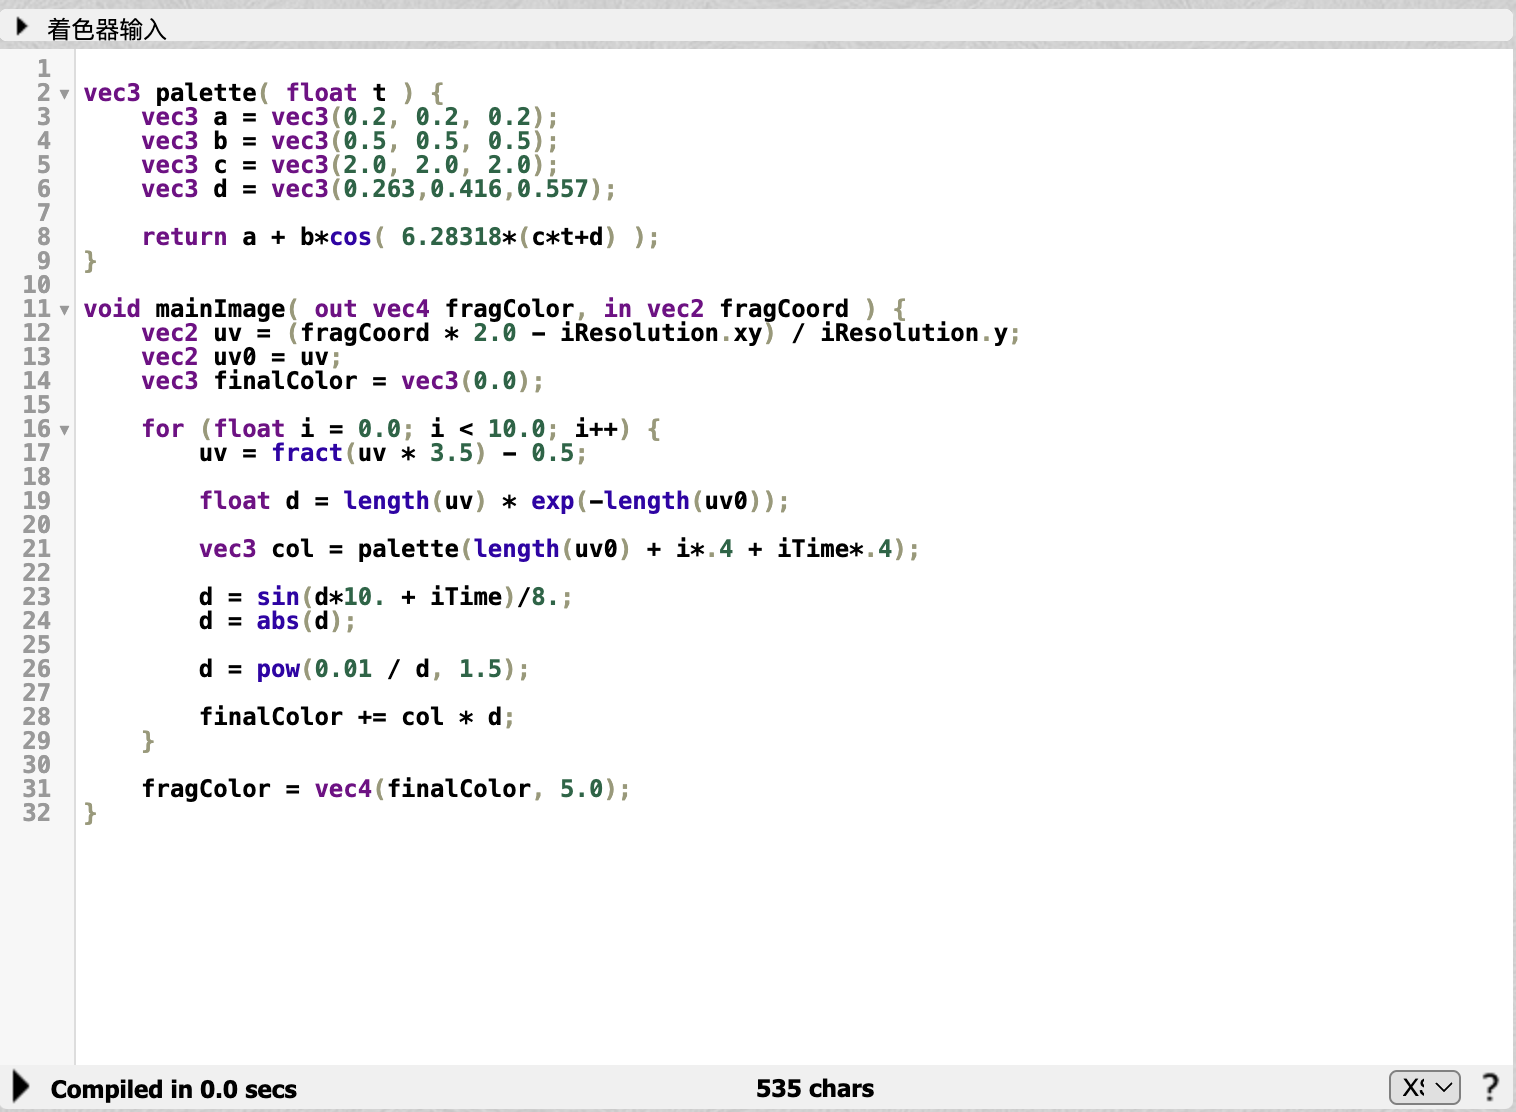 着色器输入
1
2 vec3 palette( float t ) {
3     vec3 a = vec3(0.2, 0.2, 0.2);
4     vec3 b = vec3(0.5, 0.5, 0.5);
5     vec3 c = vec3(2.0, 2.0, 2.0);
6     vec3 d = vec3(0.263,0.416,0.557);
7
8     return a + b*cos( 6.28318*(c*t+d) );
9 }
10
11 void mainImage( out vec4 fragColor, in vec2 fragCoord ) {
12     vec2 uv = (fragCoord * 2.0 - iResolution.xy) / iResolution.y;
13     vec2 uv0 = uv;
14     vec3 finalColor = vec3(0.0);
15
16     for (float i = 0.0; i < 10.0; i++) {
17         uv = fract(uv * 3.5) - 0.5;
18
19         float d = length(uv) * exp(-length(uv0));
20
21         vec3 col = palette(length(uv0) + i*.4 + iTime*.4);
22
23         d = sin(d*10. + iTime)/8.;
24         d = abs(d);
25
26         d = pow(0.01 / d, 1.5);
27
28         finalColor += col * d;
29     }
30
31     fragColor = vec4(finalColor, 5.0);
32 }
Compiled in 0.0 secs 535 chars ?